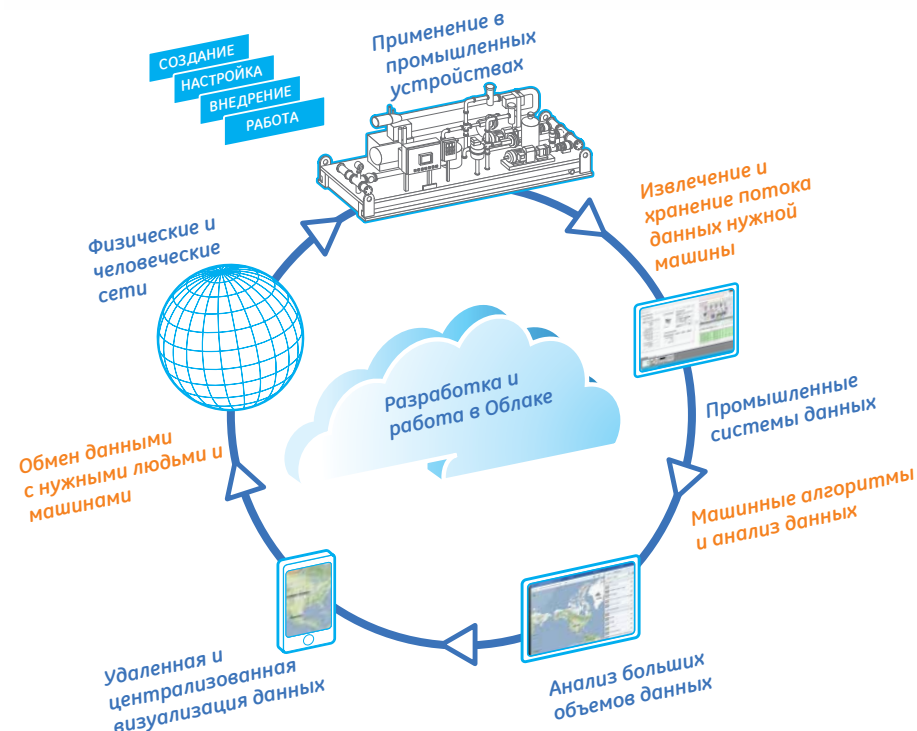 СОЗДАНИЕ
НАСТРОЙКА
ВНЕДРЕНИЕ
РАБОТА
Применение в
промышленных
устройствах
Извлечение и
хранение потока
данных нужной
машины
Промышленные
системы данных
Машинные алгоритмы
и анализ данных
Анализ больших
объемов данных
Удаленная и
централизованная
визуализация данных
Обмен данными
с нужными людьми и
машинами
Физические и
человеческие
сети
Разработка и
работа в Облаке